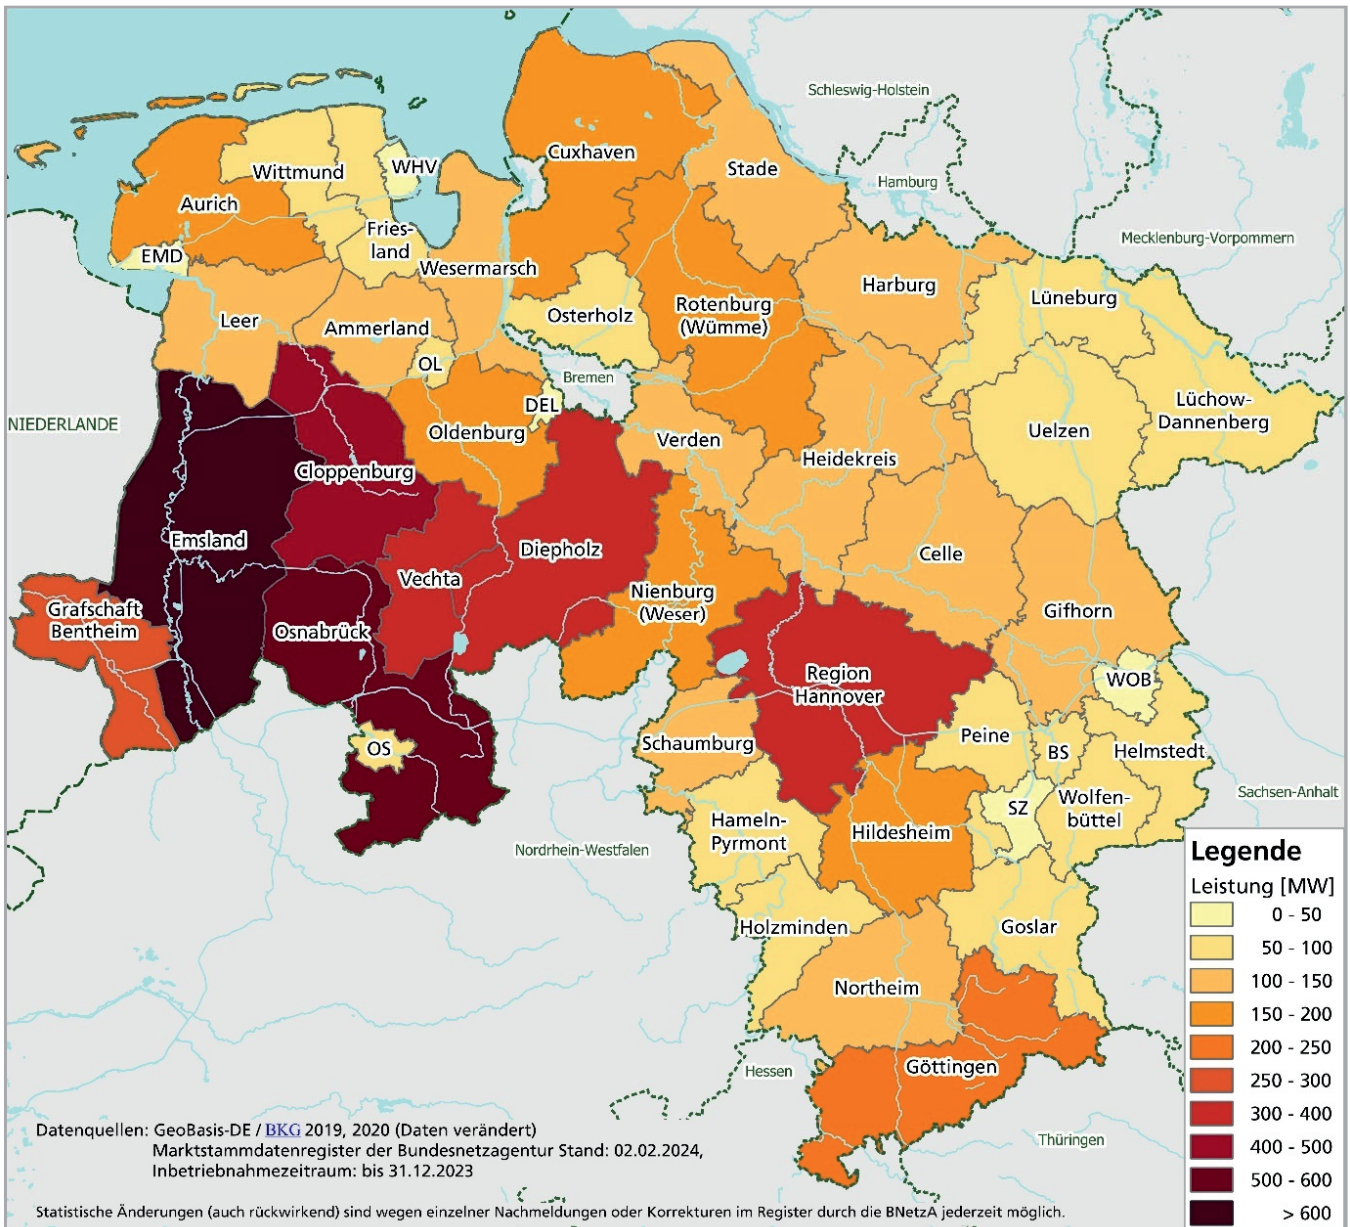 Schleswig-Holstein
Cuxhaven
WHV
Stade
Wittmund
Hamburg
Aurich
Fries-
land
Mecklenburg-Vorpommern
EMD
Wesermarsch
Harburg
Lüneburg
Rotenburg
(Wümme)
Osterholz
Leer
Ammerland
OL
Bremen
DEL
Lüchow-
Dannenberg
NIEDERLANDE
Oldenburg
Verden
Uelzen
Heidekreis
Cloppenburg
Emsland
Diepholz
Celle
Vechta
Nienburg
(Weser)
Grafschaft
Bentheim
Gifhorn
Osnabrück
Region
Hannover
WOB
Schaumburg
Peine
OS
BS
Helmstedt
Sachsen-Anhalt
SZ
Wolfen-
büttel
Hameln-
Pyrmont
Hildesheim
Nordrhein-Westfalen
Holzminden
Goslar
Northeim
Göttingen
Hessen
Thüringen
Legende
Leistung [MW]
0 - 50
50 - 100
100 - 150
150 - 200
200 - 250
250 - 300
300 - 400
400 - 500
500 - 600
> 600
Datenquellen: GeoBasis-DE / BKG 2019, 2020 (Daten verändert)
Marktstammdatenregister der Bundesnetzagentur Stand: 02.02.2024,
Inbetriebnahmezeitraum: bis 31.12.2023
Statistische Änderungen (auch rückwirkend) sind wegen einzelner Nachmeldungen oder Korrekturen im Register durch die BNetzA jederzeit möglich.